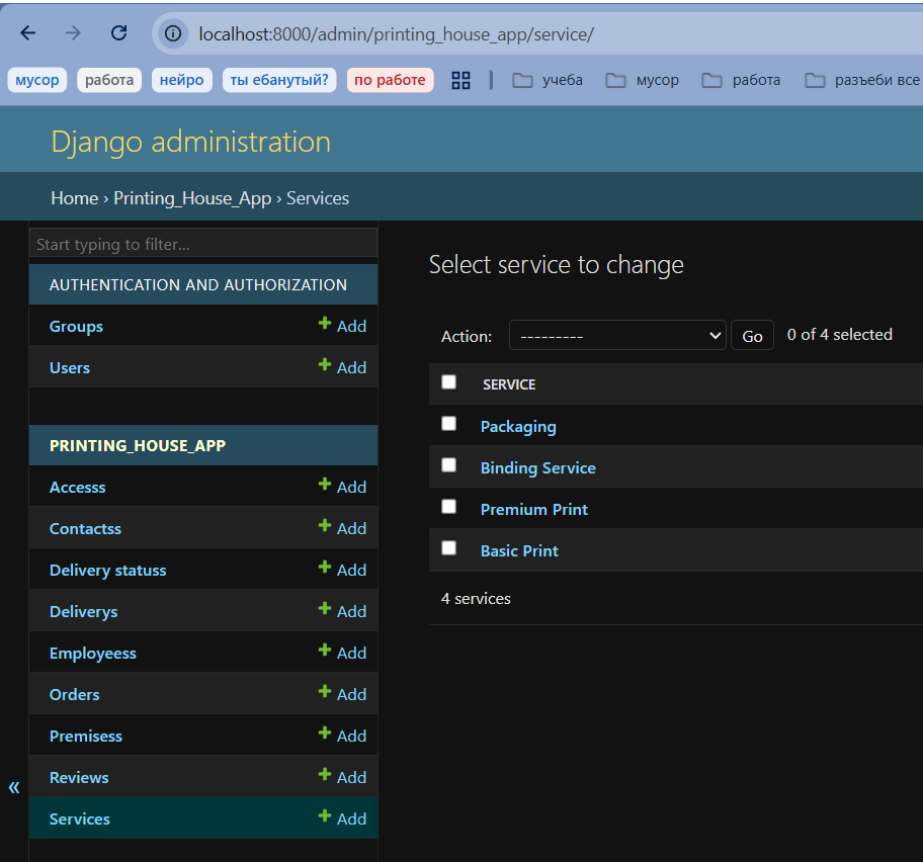 localhost:8000/admin/printing_house_app/service/
мусор работа нейро ты ебанутый? по работе учеба мусор работа разъеби все
Django administration
Home › Printing_House_App › Services
Start typing to filter...
AUTHENTICATION AND AUTHORIZATION
Groups + Add
Users + Add
PRINTING_HOUSE_APP
Accesss + Add
Contactss + Add
Delivery statuss + Add
Deliverys + Add
Employeess + Add
Orders + Add
Premisess + Add
Reviews + Add
Services + Add
«
Select service to change
Action: --------- Go 0 of 4 selected
SERVICE
Packaging
Binding Service
Premium Print
Basic Print
4 services